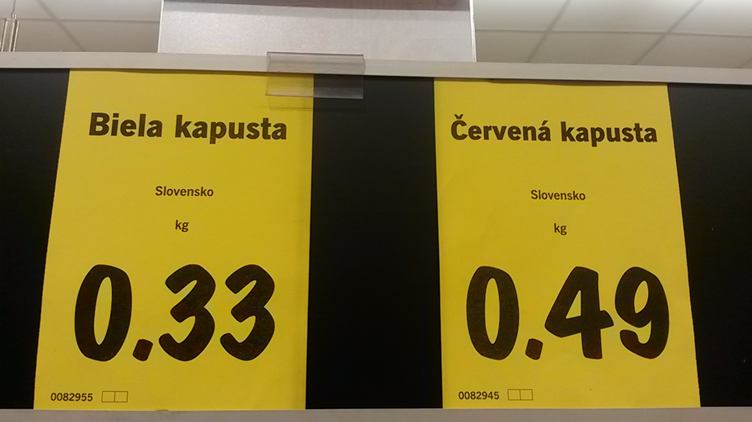 Biela kapusta
Slovensko
kg
0.33
0082955
Červená kapusta
Slovensko
kg
0.49
0082945